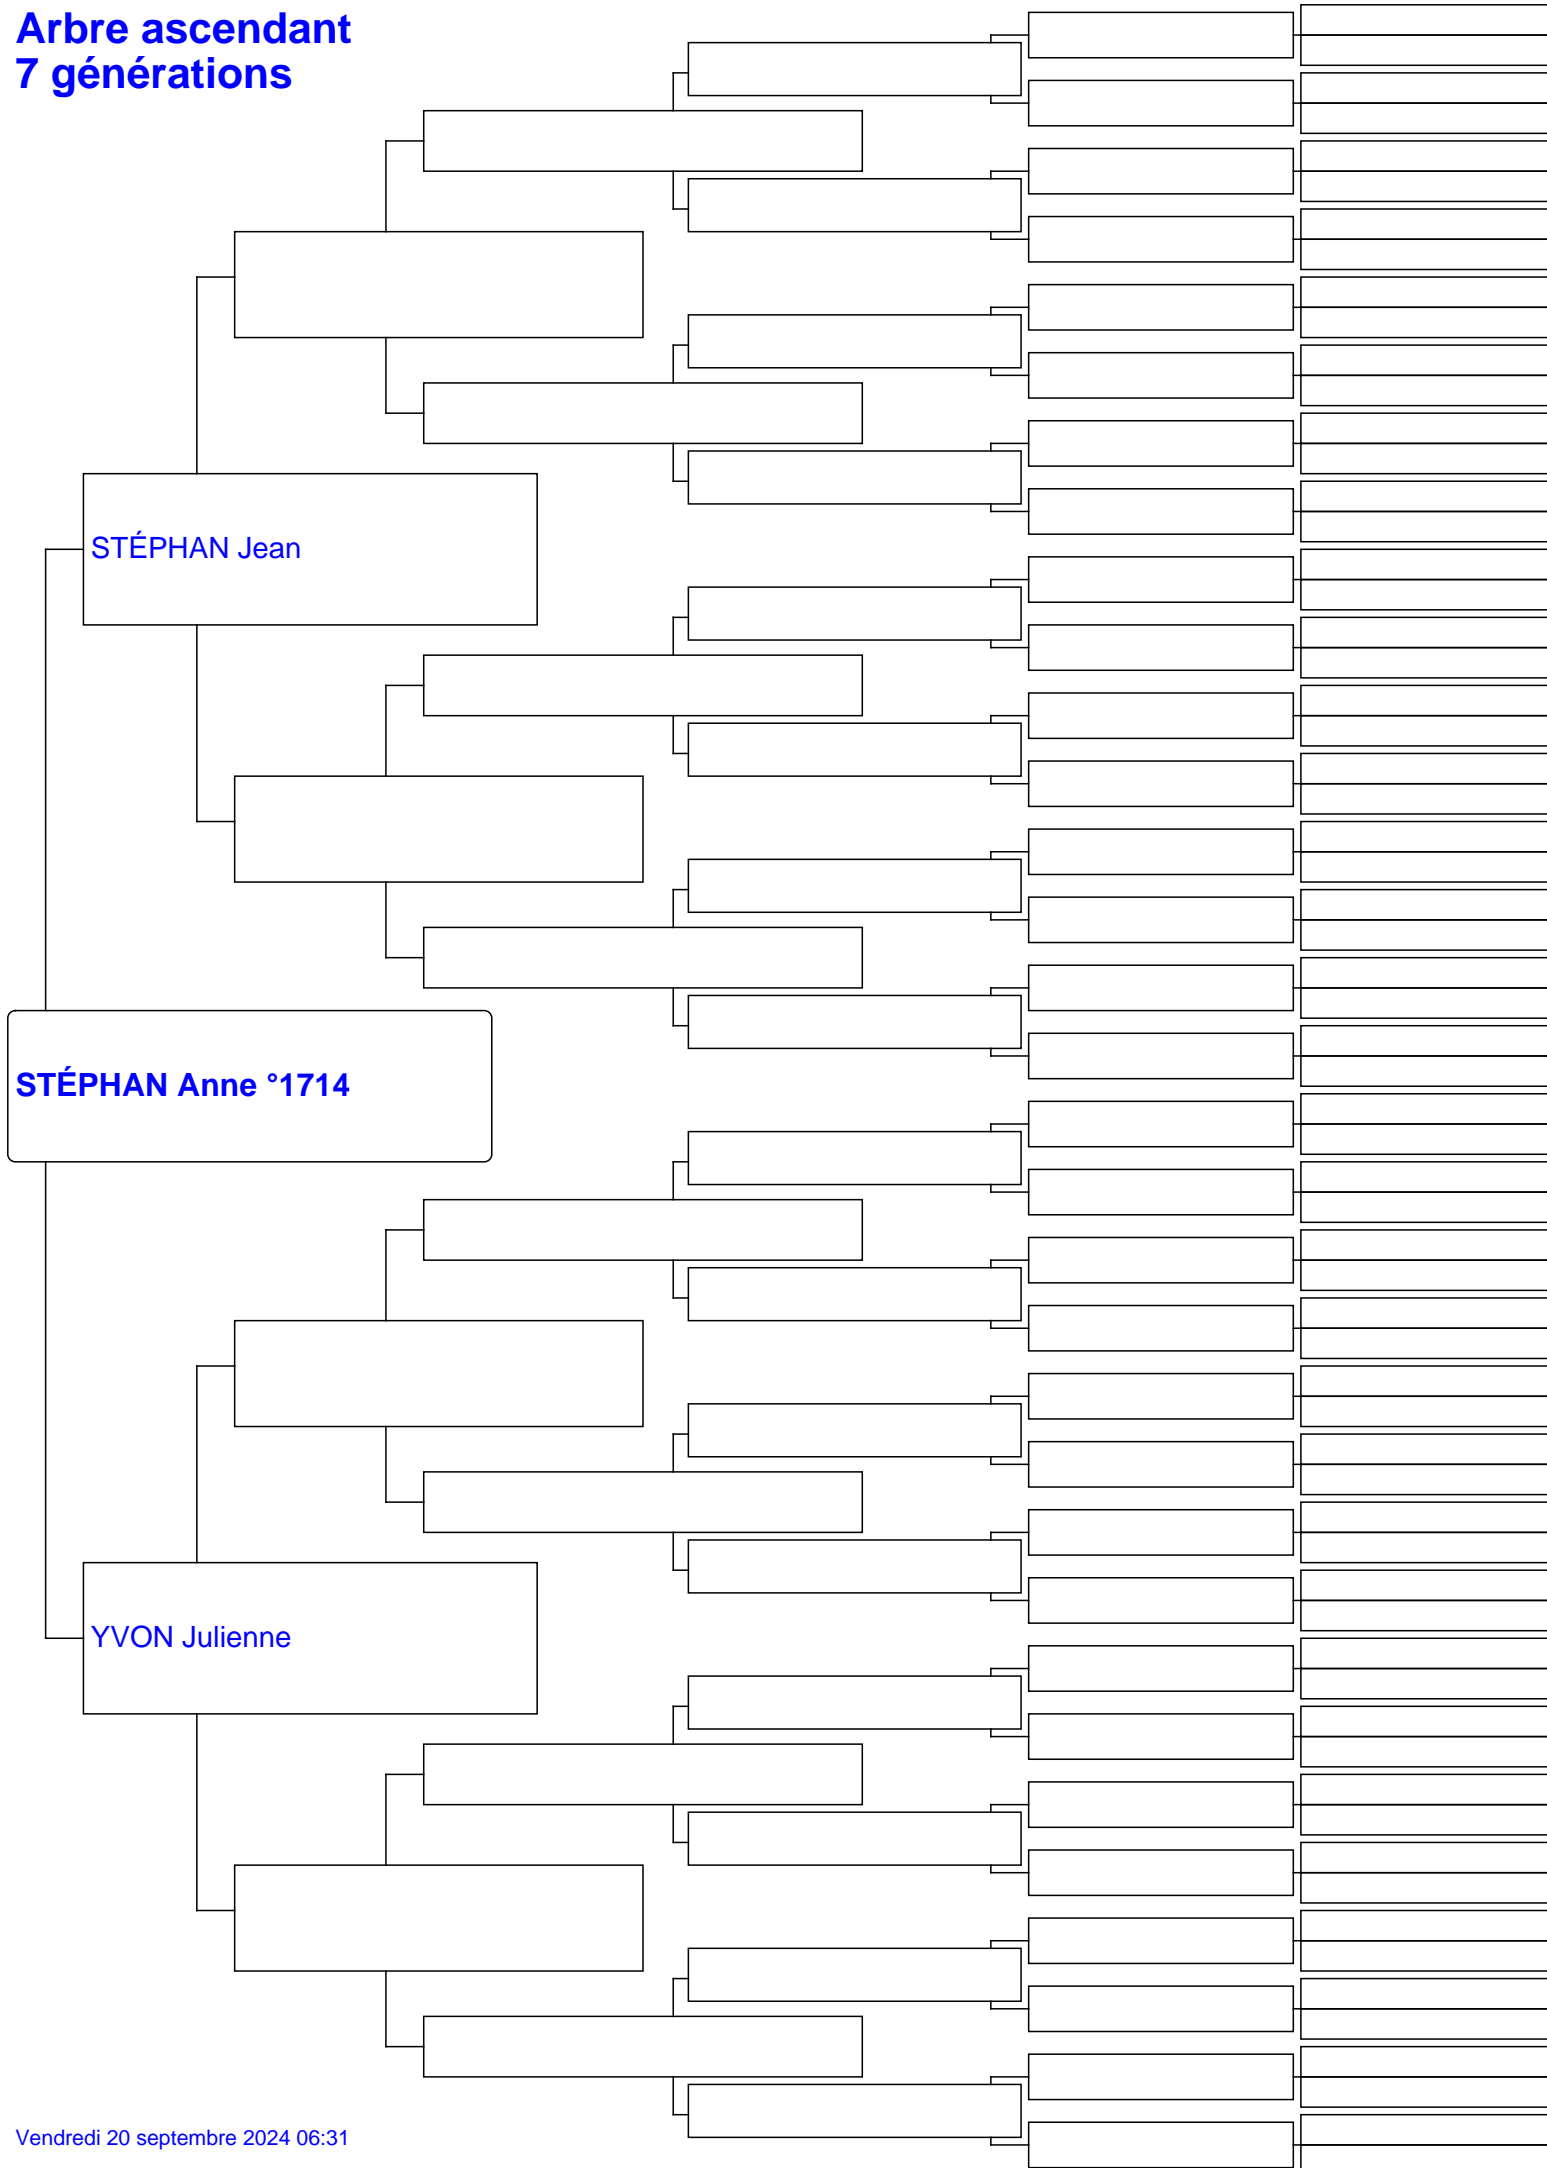 Arbre ascendant
7 générations
STÉPHAN Jean
STÉPHAN Anne °1714
YVON Julienne
Vendredi 20 septembre 2024 06:31